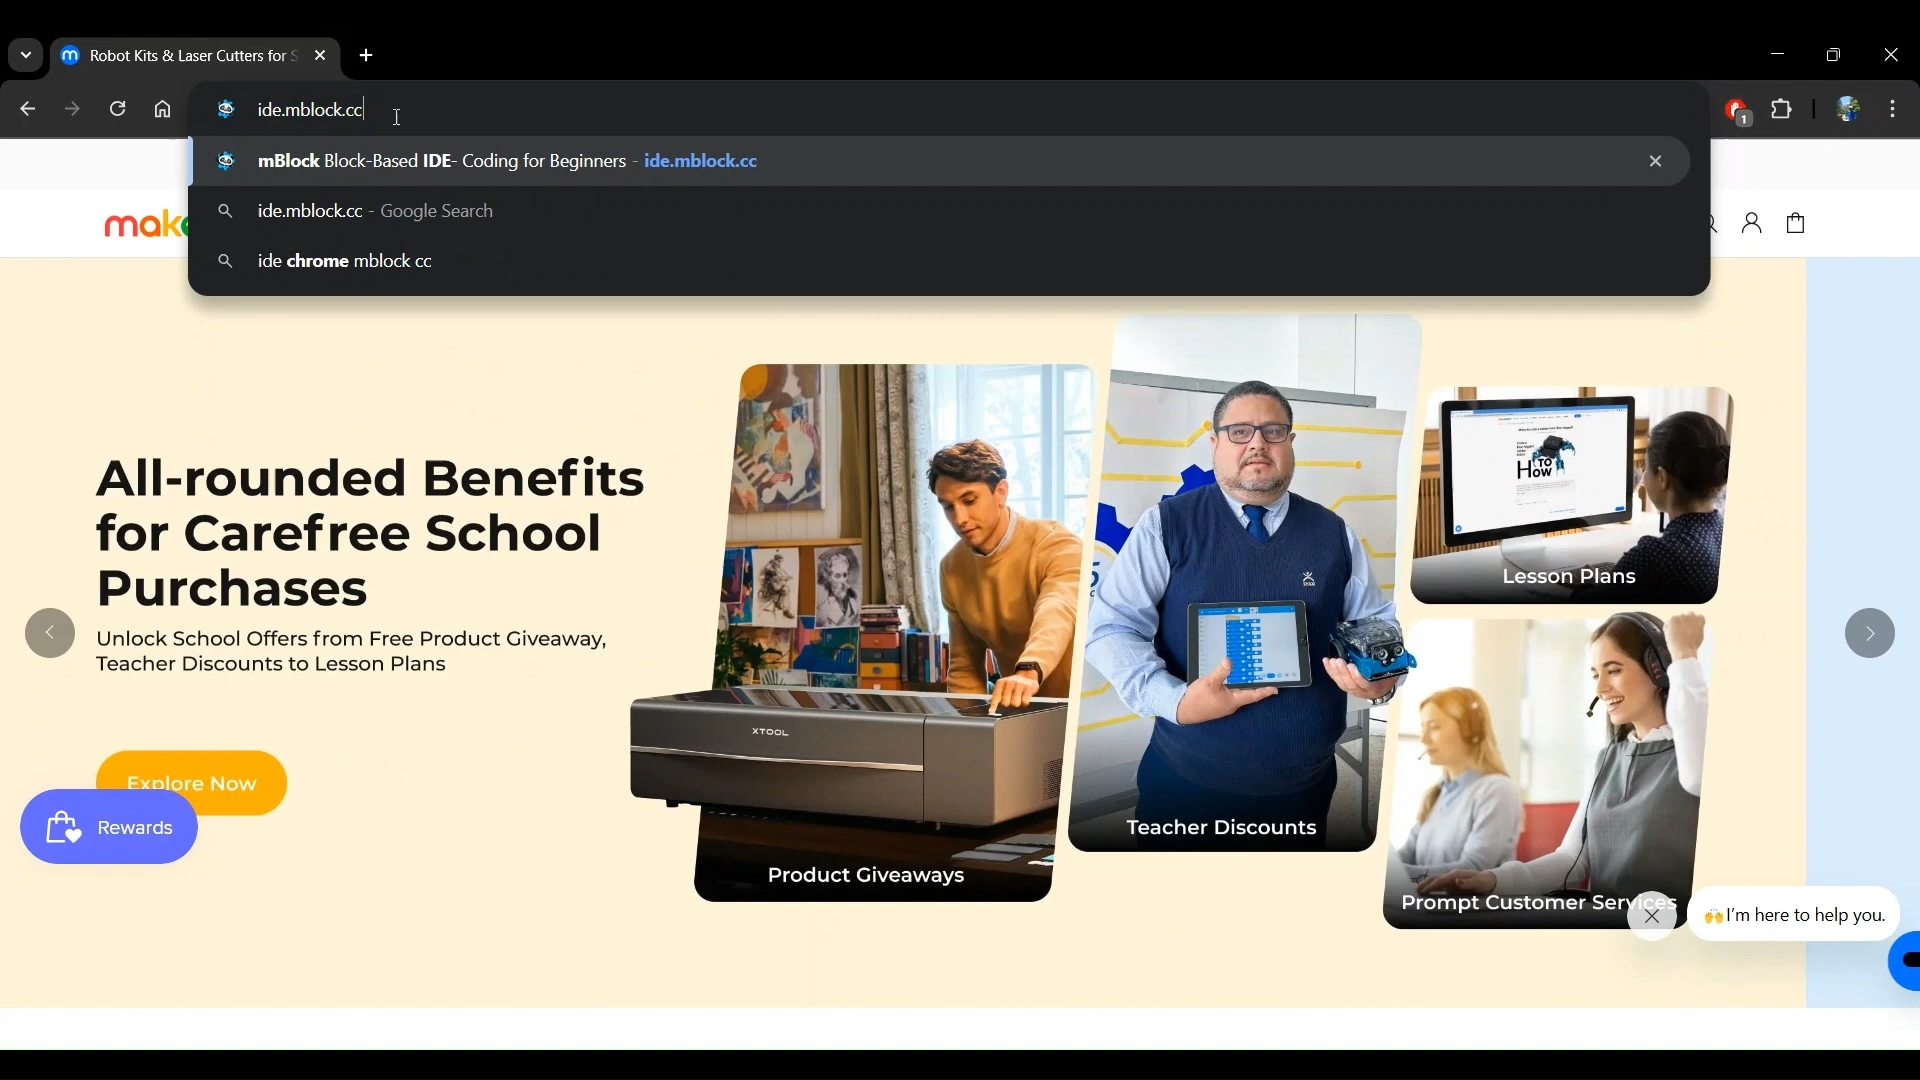 Robot Kits & Laser Cutters for S
ide.mblock.cc
1
mBlock Block-Based IDE- Coding for Beginners - ide.mblock.cc
ide.mblock.cc - Google Search
ide chrome mblock cc
make
All-rounded Benefits
for Carefree School
Purchases
Unlock School Offers from Free Product Giveaway,
Teacher Discounts to Lesson Plans
Explore Now
Rewards
XTOOL
Product Giveaways
Teacher Discounts
HOW TO
Lesson Plans
Prompt Customer Services
🙌I'm here to help you.